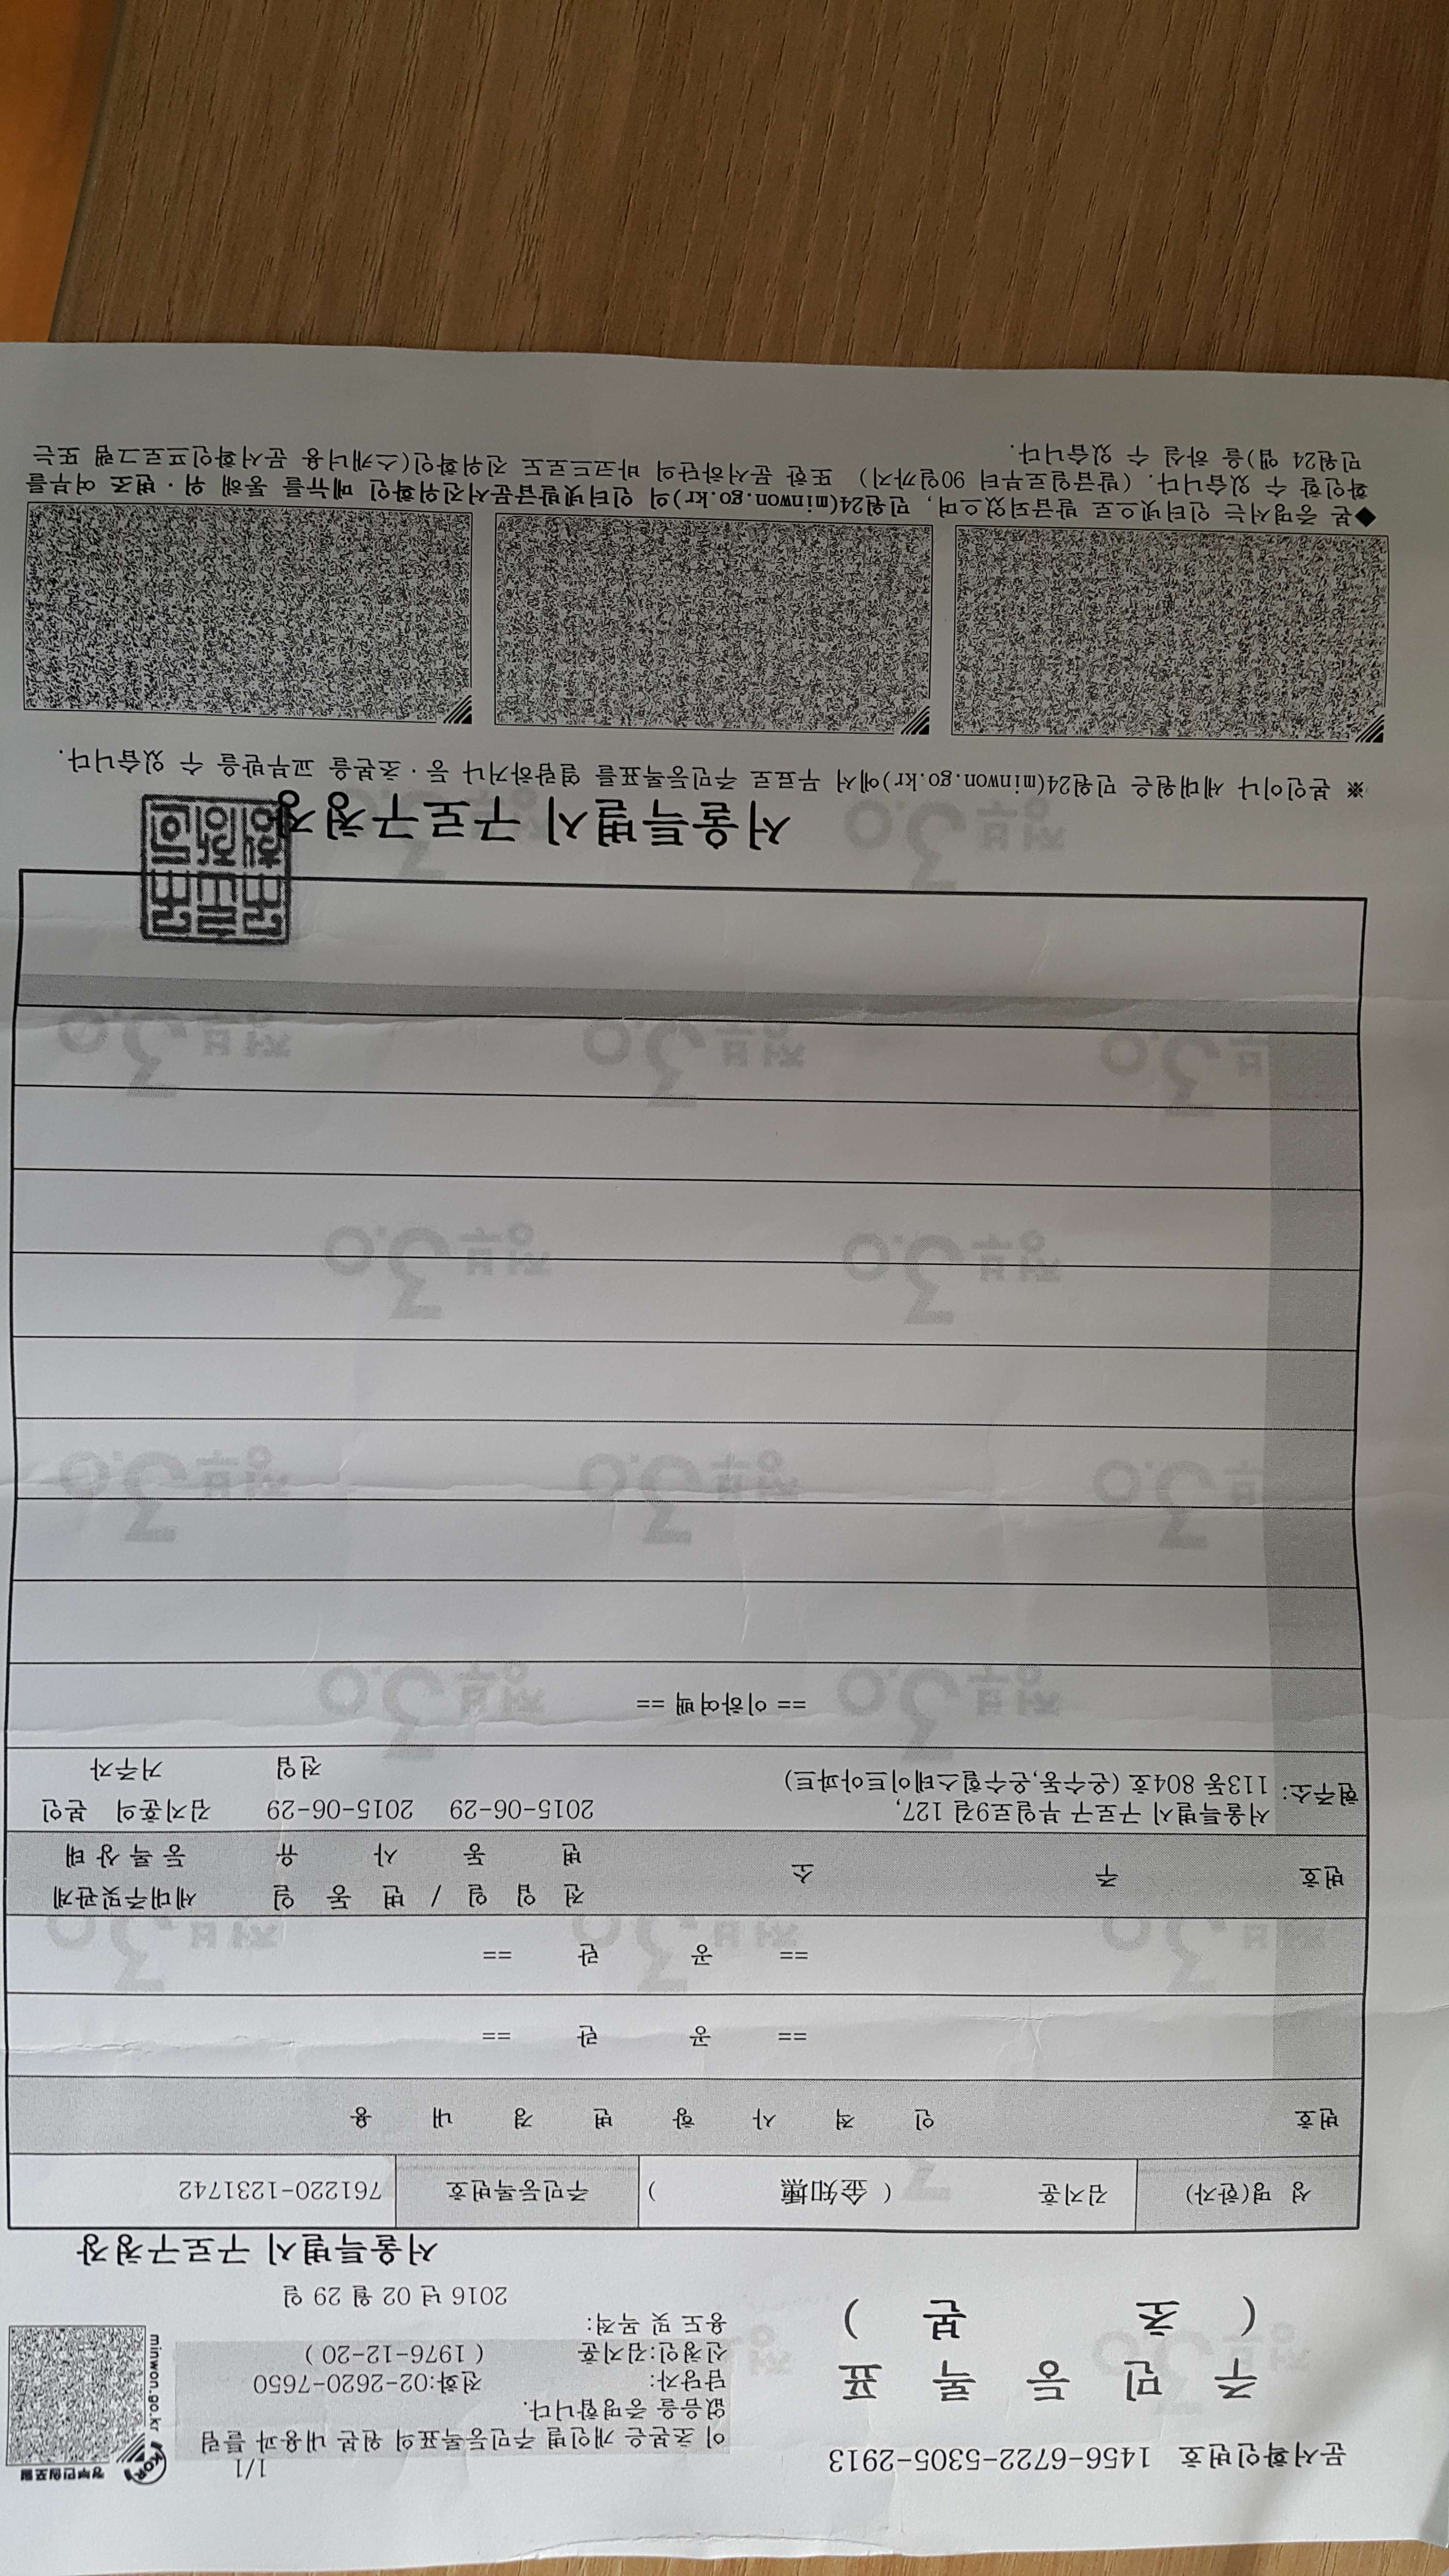 문서확인번호 1456-6722-5305-2913
1/1
정부민원포털
minwon.go.kr
주 민 등 록 표
( 초 본 )
이 초본은 개인별 주민등록표의 원본 내용과 틀림
없음을 증명합니다.
담당자: 전화:02-2620-7650
신청인:김지훈 ( 1976-12-20 )
용도 및 목적:
2016 년 02 월 29 일
서울특별시 구로구청장
성 명(한자) 김지훈 ( 金知爋 ) 주민등록번호 761220-1231742
번호 인 적 사 항 변 경 내 용
== 공 란 ==
== 공 란 ==
번호 주 소 전 입 일 / 변 동 일 세대주및관계
변 동 사 유 등 록 상 태
현주소: 서울특별시 구로구 부일로9길 127, 2015-06-29 2015-06-29 김지훈의 본인
113동 804호 (온수동,온수힐스테이트아파트) 전입 거주자
== 이하여백 ==
서울특별시 구로구청장
※ 본인이나 세대원은 민원24(minwon.go.kr)에서 무료로 주민등록표를 열람하거나 등·초본을 교부받을 수 있습니다.
◆본 증명서는 인터넷으로 발급되었으며, 민원24(minwon.go.kr)의 인터넷발급문서진위확인 메뉴를 통해 위·변조 여부를
확인할 수 있습니다. (발급일로부터 90일까지) 또한 문서하단의 바코드로도 진위확인(스캐너용 문서확인프로그램 또는
민원24 앱)을 하실 수 있습니다.